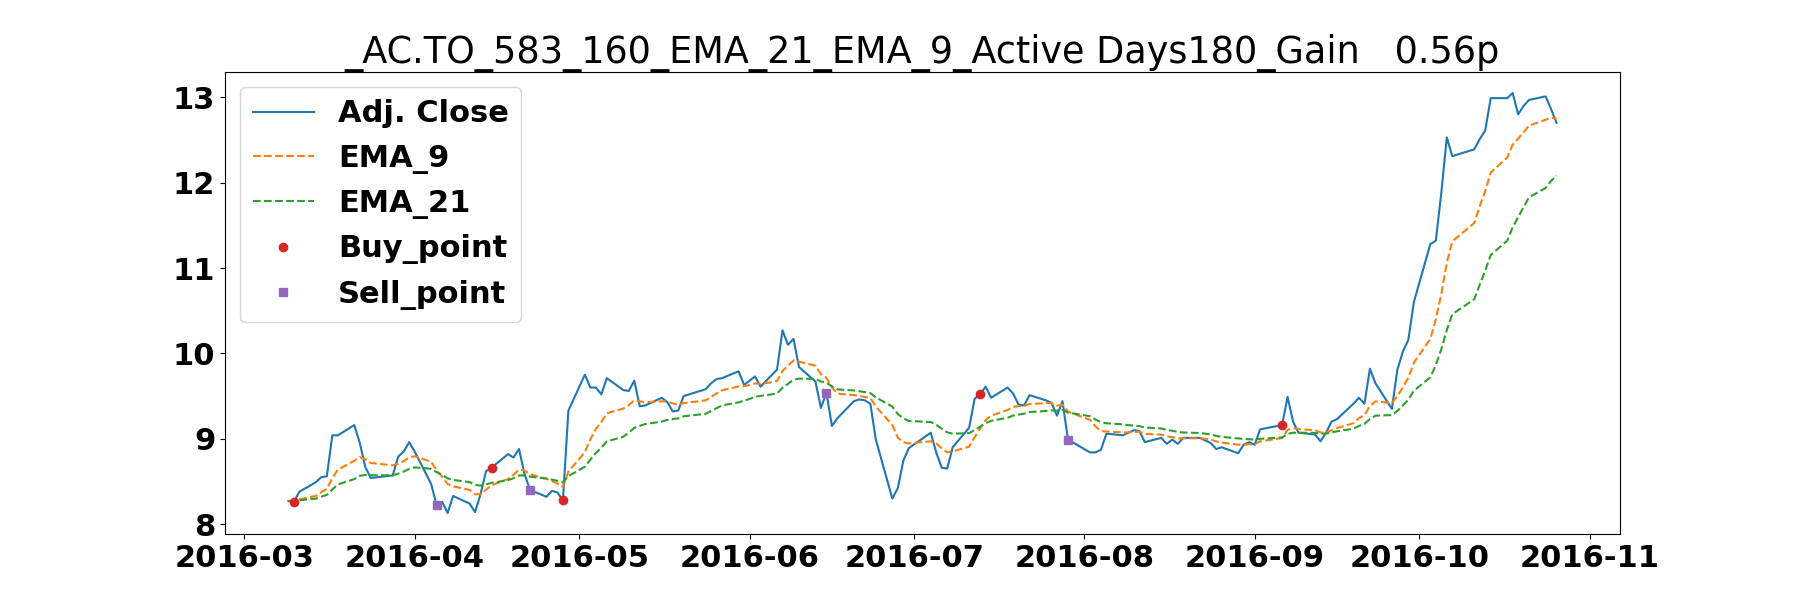 _AC.TO_583_160_EMA_21_EMA_9_Active Days180_Gain   0.56p
13
12
11
10
9
8
Adj. Close
EMA_9
EMA_21
Buy_point
Sell_point
2016-03 2016-04 2016-05 2016-06 2016-07 2016-08 2016-09 2016-10 2016-11